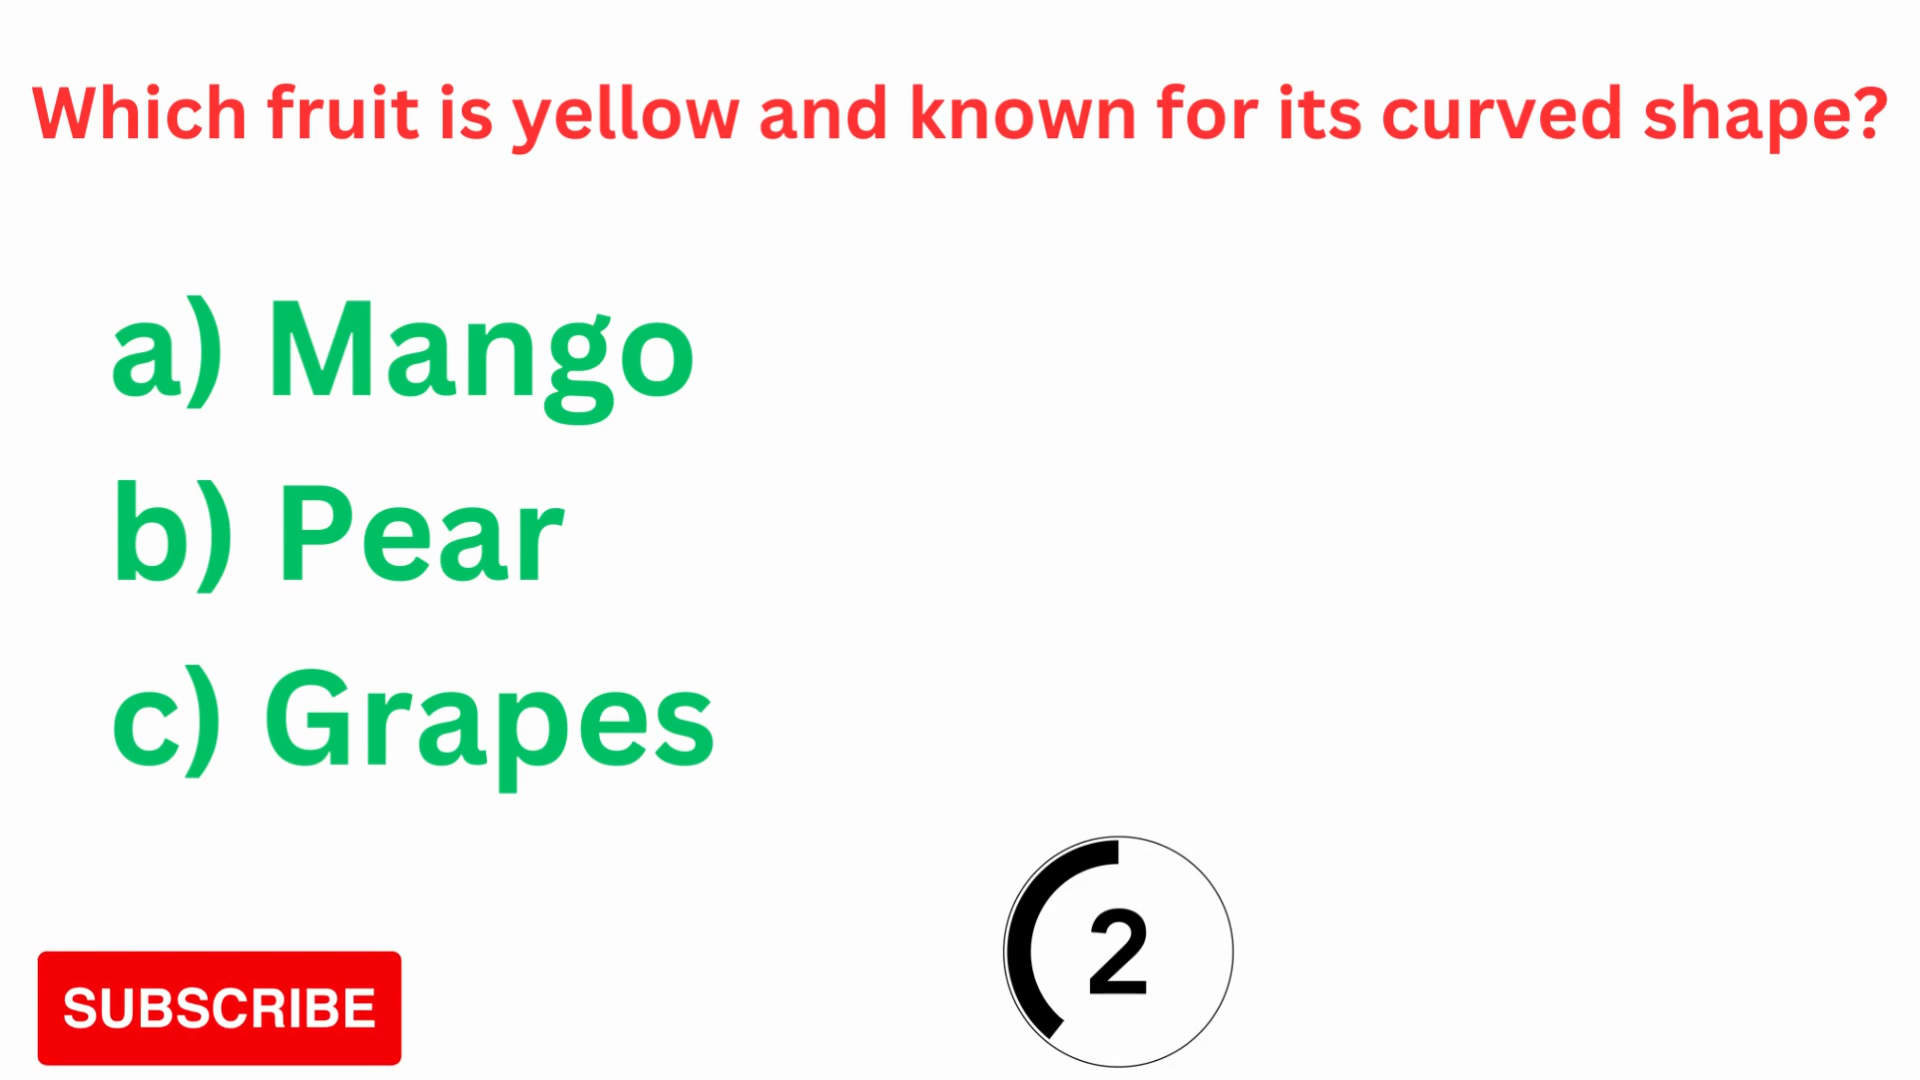 Which fruit is yellow and known for its curved shape?
a) Mango
b) Pear
c) Grapes
2
SUBSCRIBE